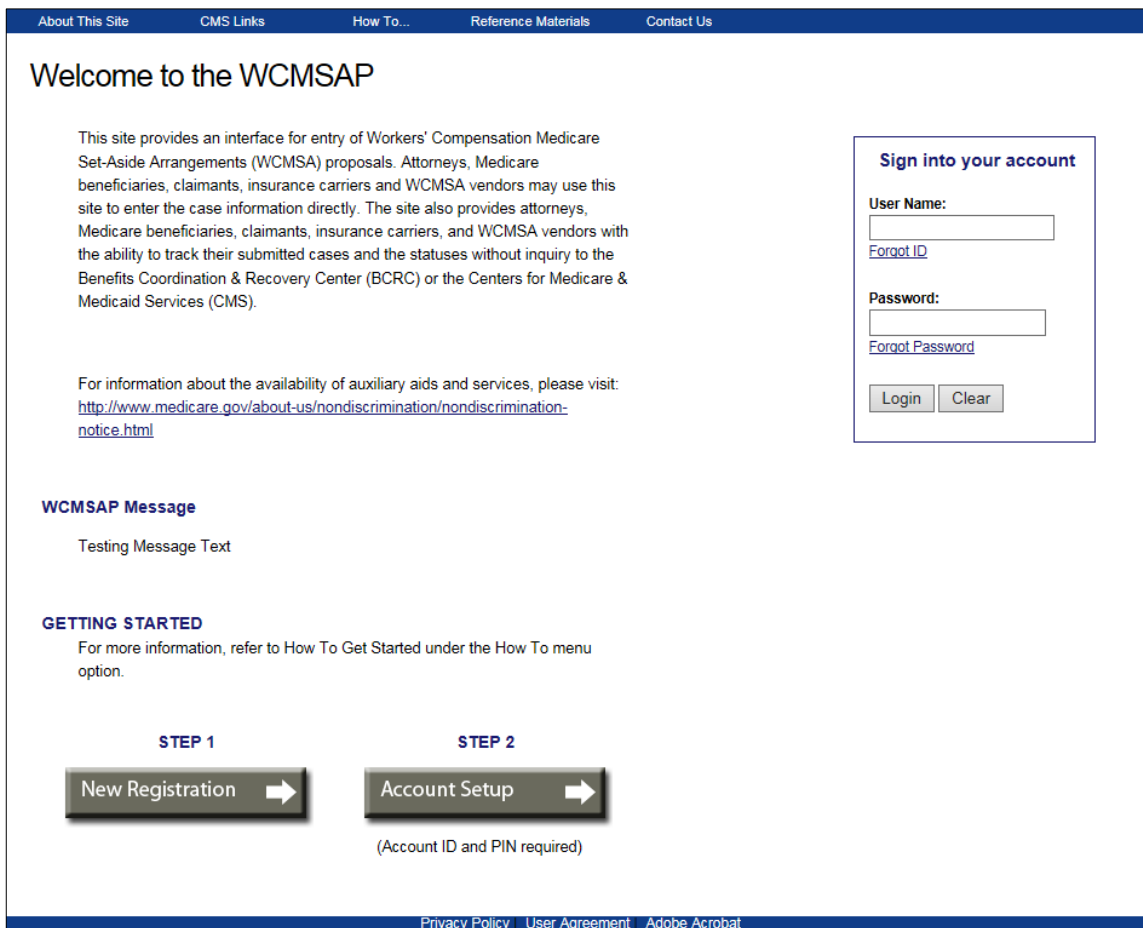 About This Site CMS Links How To... Reference Materials Contact Us
Welcome to the WCMSAP
This site provides an interface for entry of Workers' Compensation Medicare
Set-Aside Arrangements (WCMSA) proposals. Attorneys, Medicare
beneficiaries, claimants, insurance carriers and WCMSA vendors may use this
site to enter the case information directly. The site also provides attorneys,
Medicare beneficiaries, claimants, insurance carriers, and WCMSA vendors with
the ability to track their submitted cases and the statuses without inquiry to the
Benefits Coordination & Recovery Center (BCRC) or the Centers for Medicare &
Medicaid Services (CMS).
For information about the availability of auxiliary aids and services, please visit:
http://www.medicare.gov/about-us/nondiscrimination/nondiscrimination-
notice.html
Sign into your account
User Name:
Forgot ID
Password:
Forgot Password
Login Clear
WCMSAP Message
Testing Message Text
GETTING STARTED
For more information, refer to How To Get Started under the How To menu
option.
STEP 1 STEP 2
New Registration Account Setup
(Account ID and PIN required)
Privacy Policy | User Agreement | Adobe Acrobat